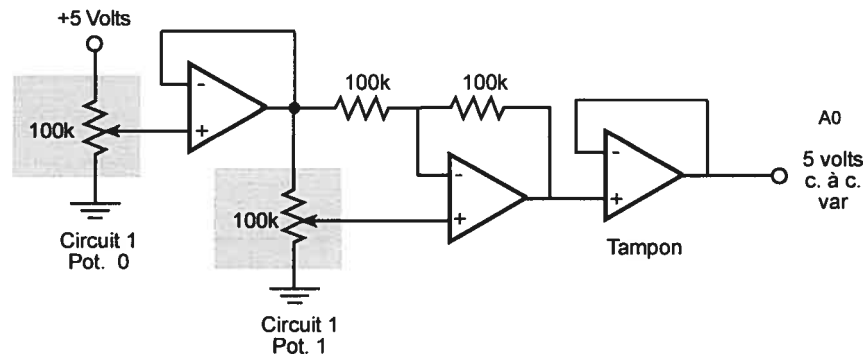 +5 Volts
100k
-
+
Circuit 1
Pot. 0
100k
Circuit 1
Pot. 1
100k
100k
-
+
-
+
Tampon
A0
5 volts
c. à c.
var